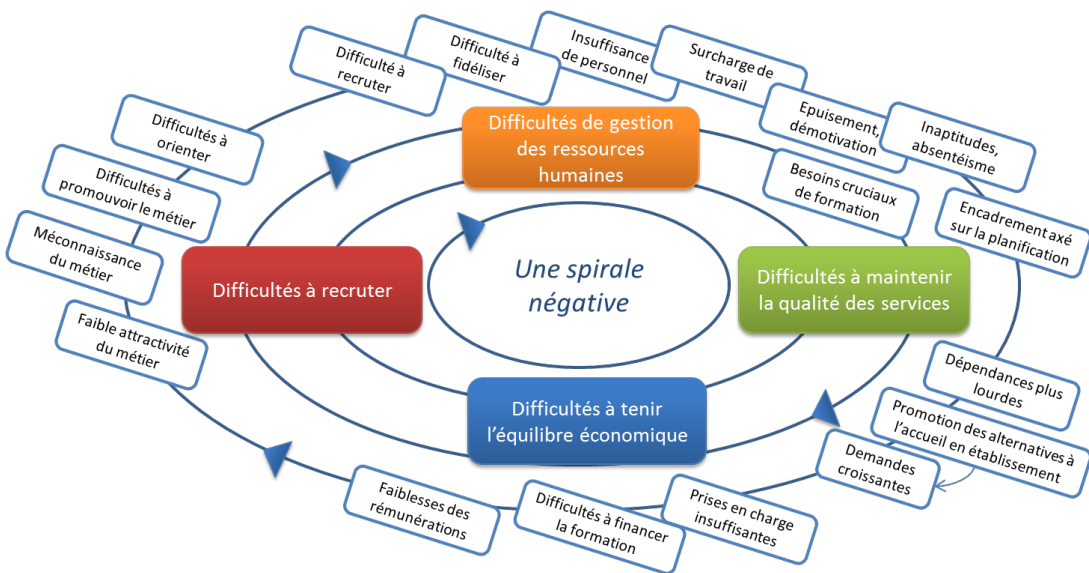 Insuffisance
de personnel
Surcharge de
travail
Difficulté à
fidéliser
Difficulté à
recruter
Epuisement,
démotivation
Inaptitudes,
absentéisme
Difficultés à
orienter
Difficultés de gestion
des ressources
humaines
Besoins cruciaux
de formation
Difficultés à
promouvoir le métier
Encadrement axé
sur la planification
Méconnaissance
du métier
Difficultés à recruter
Une spirale
négative
Difficultés à maintenir
la qualité des services
Faible attractivité
du métier
Dépendances plus
lourdes
Difficultés à tenir
l’équilibre économique
Promotion des alternatives à
l’accueil en établissement
Demandes
croissantes
Faiblesses des
rémunérations
Difficultés à financer
la formation
Prises en charge
insuffisantes